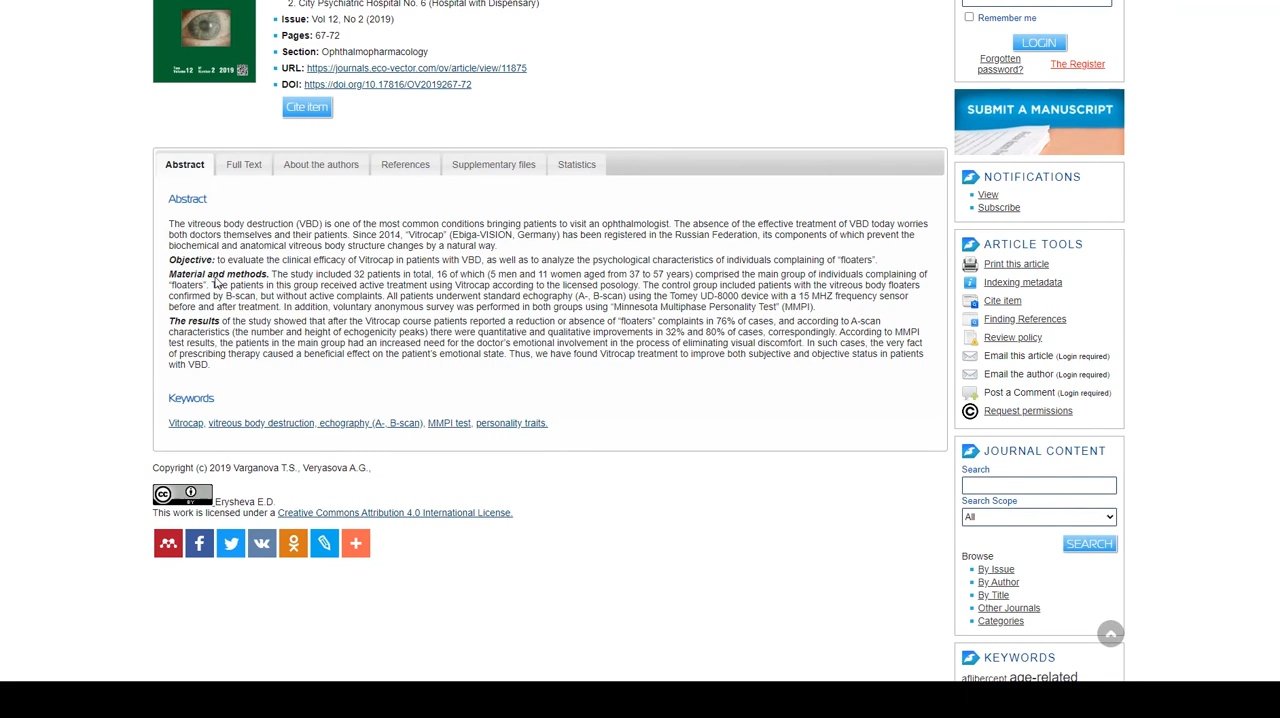 2. City Psychiatric Hospital No. 6 (Hospital with Dispensary)
Issue: Vol 12, No 2 (2019)
Pages: 67-72
Section: Ophthalmopharmacology
URL: https://journals.eco-vector.com/ov/article/view/11875
DOI: https://doi.org/10.17816/OV2019267-72
Cite item
2019
Abstract
Full Text
About the authors
References
Supplementary files
Statistics
Abstract
The vitreous body destruction (VBD) is one of the most common conditions bringing patients to visit an ophthalmologist. The absence of the effective treatment of VBD today worries
both doctors themselves and their patients. Since 2014, “Vitrocap” (Ebiga-VISION, Germany) has been registered in the Russian Federation, its components of which prevent the
biochemical and anatomical vitreous body structure changes by a natural way.
Objective: to evaluate the clinical efficacy of Vitrocap in patients with VBD, as well as to analyze the psychological characteristics of individuals complaining of “floaters”.
Material and methods. The study included 32 patients in total, 16 of which (5 men and 11 women aged from 37 to 57 years) comprised the main group of individuals complaining of
“floaters”. The patients in this group received active treatment using Vitrocap according to the licensed posology. The control group included patients with the vitreous body floaters
confirmed by B-scan, but without active complaints. All patients underwent standard echography (A-, B-scan) using the Tomey UD-8000 device with a 15 MHZ frequency sensor
before and after treatment. In addition, voluntary anonymous survey was performed in both groups using “Minnesota Multiphase Personality Test” (MMPI).
The results of the study showed that after the Vitrocap course patients reported a reduction or absence of “floaters” complaints in 76% of cases, and according to A-scan
characteristics (the number and height of echogenicity peaks) there were quantitative and qualitative improvements in 32% and 80% of cases, correspondingly. According to MMPI
test results, the patients in the main group had an increased need for the doctor’s emotional involvement in the process of eliminating visual discomfort. In such cases, the very fact
of prescribing therapy caused a beneficial effect on the patient’s emotional state. Thus, we have found Vitrocap treatment to improve both subjective and objective status in patients
with VBD.
Keywords
Vitrocap, vitreous body destruction, echography (A-, B-scan), MMPI test, personality traits.
Copyright (c) 2019 Varganova T.S., Veryasova A.G.,
cc BY Erysheva E.D.
This work is licensed under a Creative Commons Attribution 4.0 International License.
Remember me
LOGIN
Forgotten
password?
The Register
SUBMIT A MANUSCRIPT
NOTIFICATIONS
View
Subscribe
ARTICLE TOOLS
Print this article
Indexing metadata
Cite item
Finding References
Review policy
Email this article (Login required)
Email the author (Login required)
Post a Comment (Login required)
Request permissions
JOURNAL CONTENT
Search
Search Scope
All
SEARCH
Browse
By Issue
By Author
By Title
Other Journals
Categories
KEYWORDS
aflibercept age-related